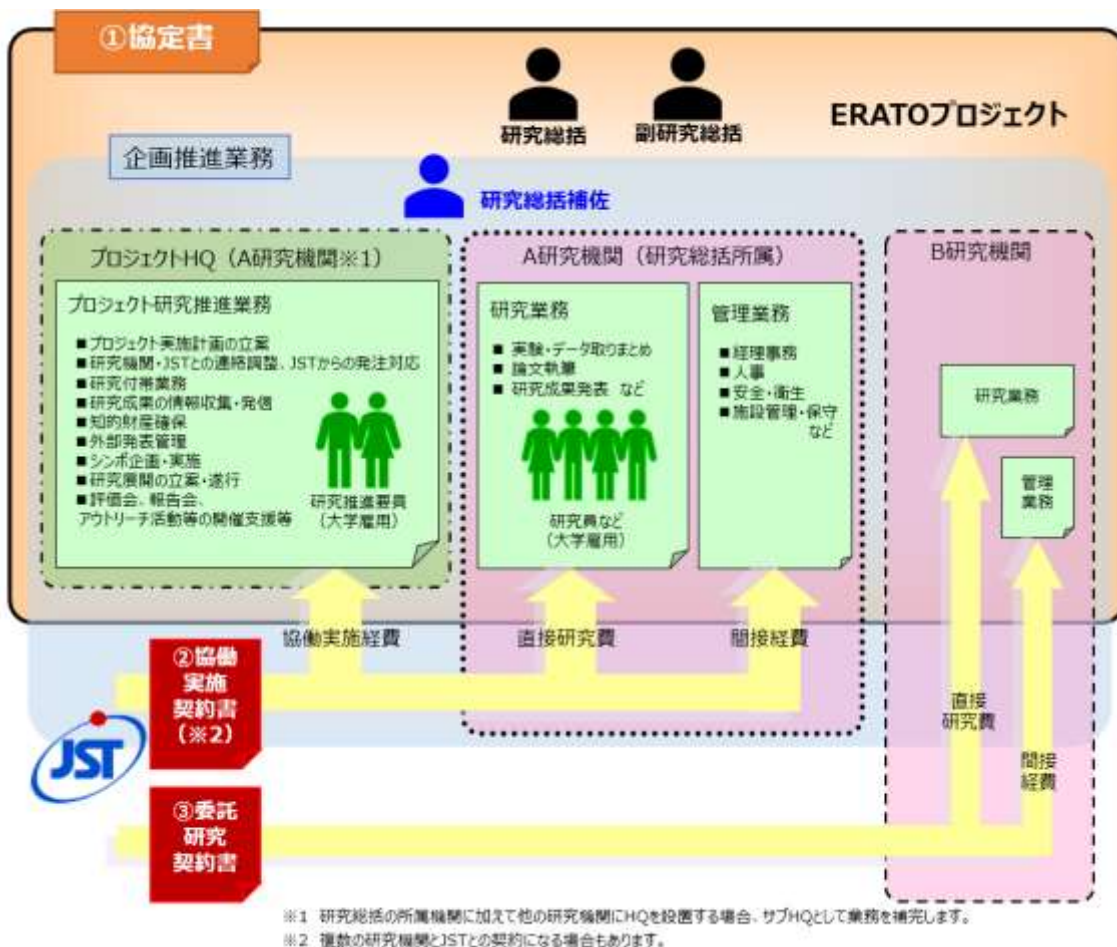 ①協定書
研究総括
副研究総括
ERATOプロジェクト
企画推進業務
研究総括補佐
プロジェクトHQ（A研究機関※1）
プロジェクト研究推進業務
■プロジェクト実施計画の立案
■研究機関・JSTとの連絡調整、JSTからの発注対応
■研究付帯業務
■研究成果の情報収集・発信
■知的財産確保
■外部発表管理
■シンポ企画・実施
■研究展開の立案・遂行
■評価会、報告会、
アウトリーチ活動等の開催支援等
研究推進要員
（大学雇用）
A研究機関（研究総括所属）
研究業務
■ 実験・データ取りまとめ
■ 論文執筆
■ 研究成果発表 など
研究員など
（大学雇用）
管理業務
■経理事務
■人事
■安全・衛生
■施設管理・保守
など
B研究機関
研究業務
管理
業務
協働実施経費
直接研究費
間接経費
②協働
実施
契約書
（※2）
直接
研究費
間接
経費
JST
③委託
研究
契約書
※1 研究総括の所属機関に加えて他の研究機関にHQを設置する場合、サブHQとして業務を補完します。
※2 複数の研究機関とJSTとの契約になる場合もあります。